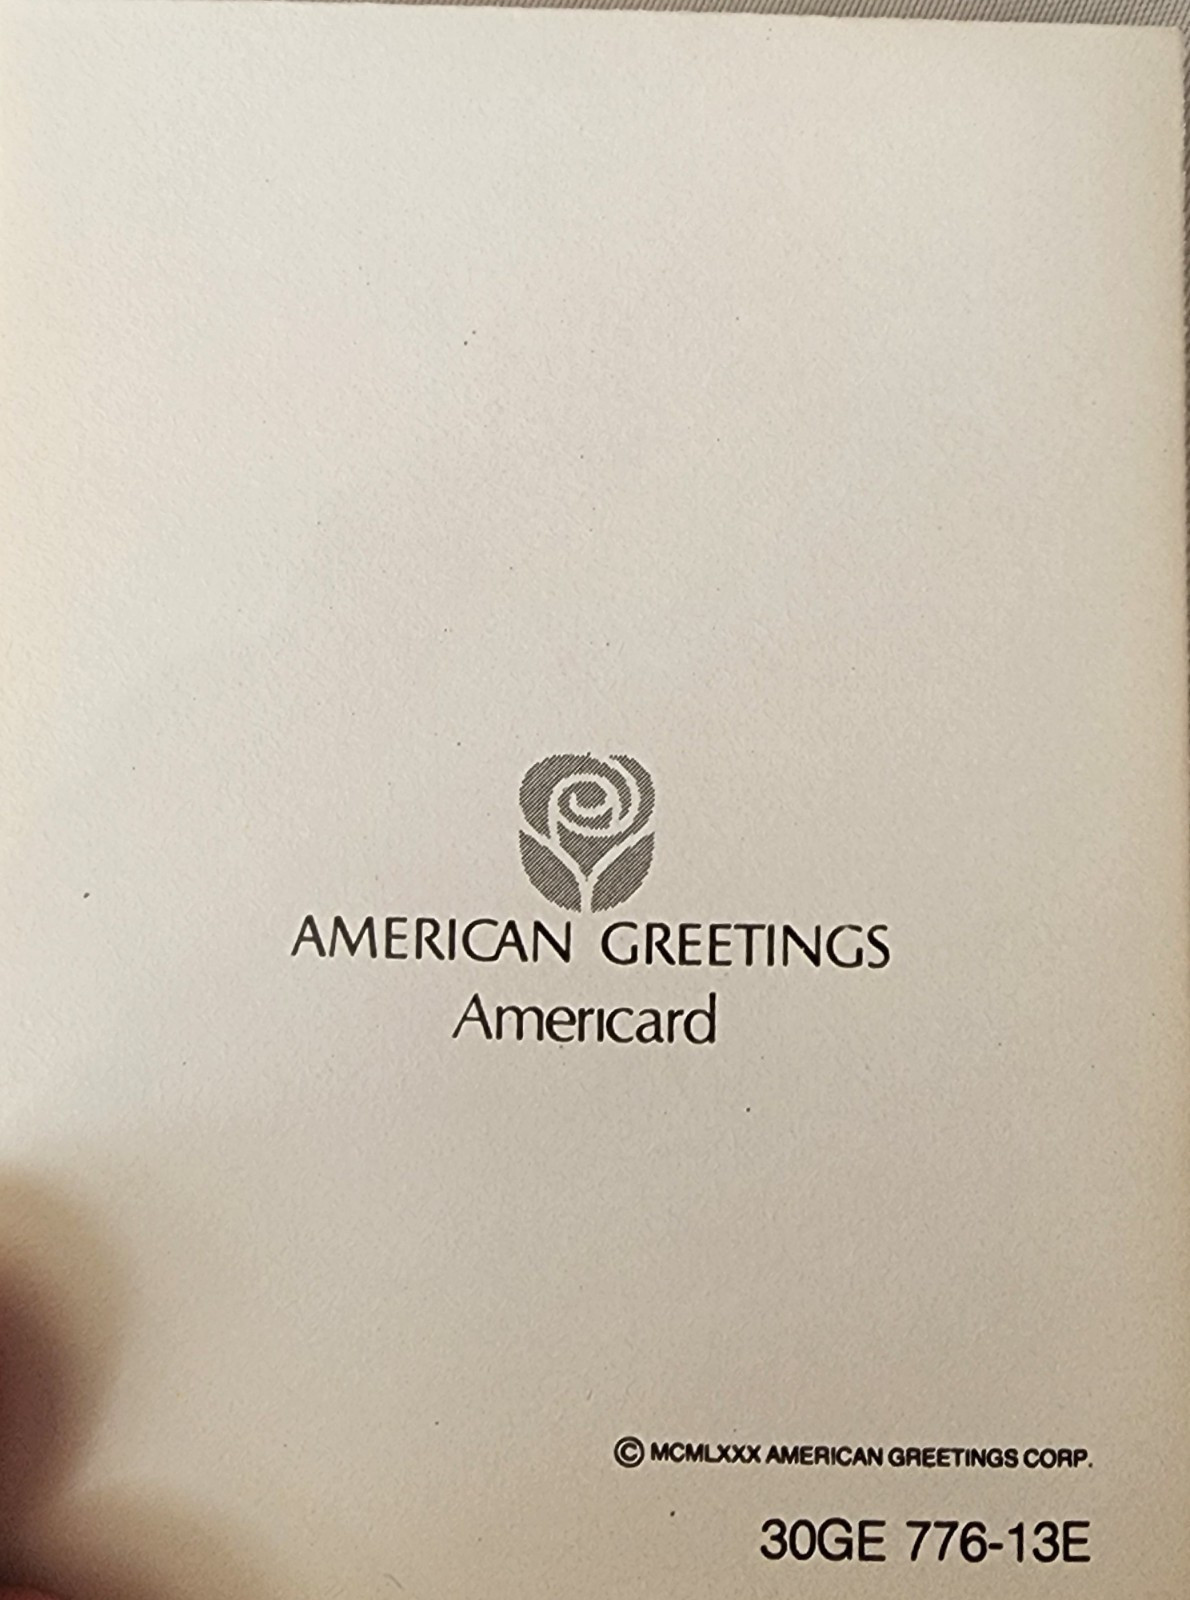 AMERICAN GREETINGS
Americard
© MCMLXXX AMERICAN GREETINGS CORP.
30GE 776-13E